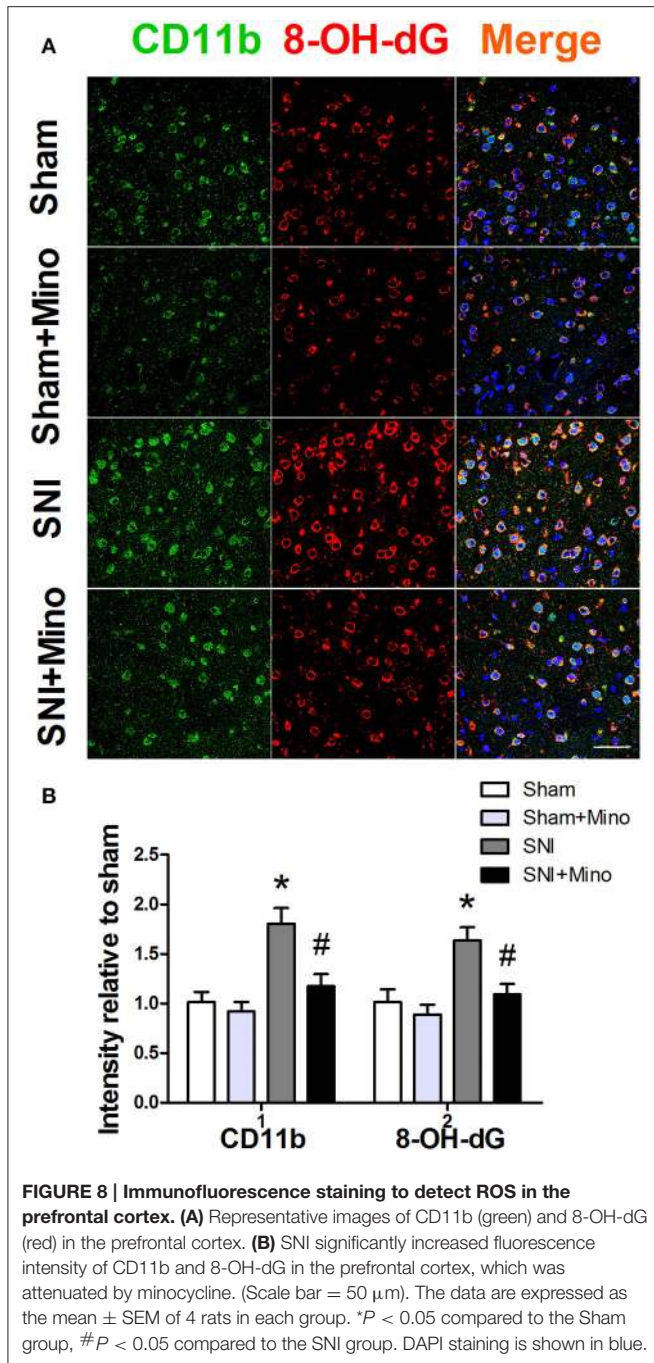 A
CD11b 8-OH-dG Merge
Sham
Sham+Mino
SNI
SNI+Mino
B
Sham
Sham+Mino
SNI
SNI+Mino
Intensity relative to sham
2.5
2.0
1.5
1.0
0.5
0.0
*
#
*
#
1
2
CD11b
8-OH-dG
FIGURE 8 | Immunofluorescence staining to detect ROS in the
prefrontal cortex. (A) Representative images of CD11b (green) and 8-OH-dG
(red) in the prefrontal cortex. (B) SNI significantly increased fluorescence
intensity of CD11b and 8-OH-dG in the prefrontal cortex, which was
attenuated by minocycline. (Scale bar = 50 μm). The data are expressed as
the mean ± SEM of 4 rats in each group. *P < 0.05 compared to the Sham
group, #P < 0.05 compared to the SNI group. DAPI staining is shown in blue.